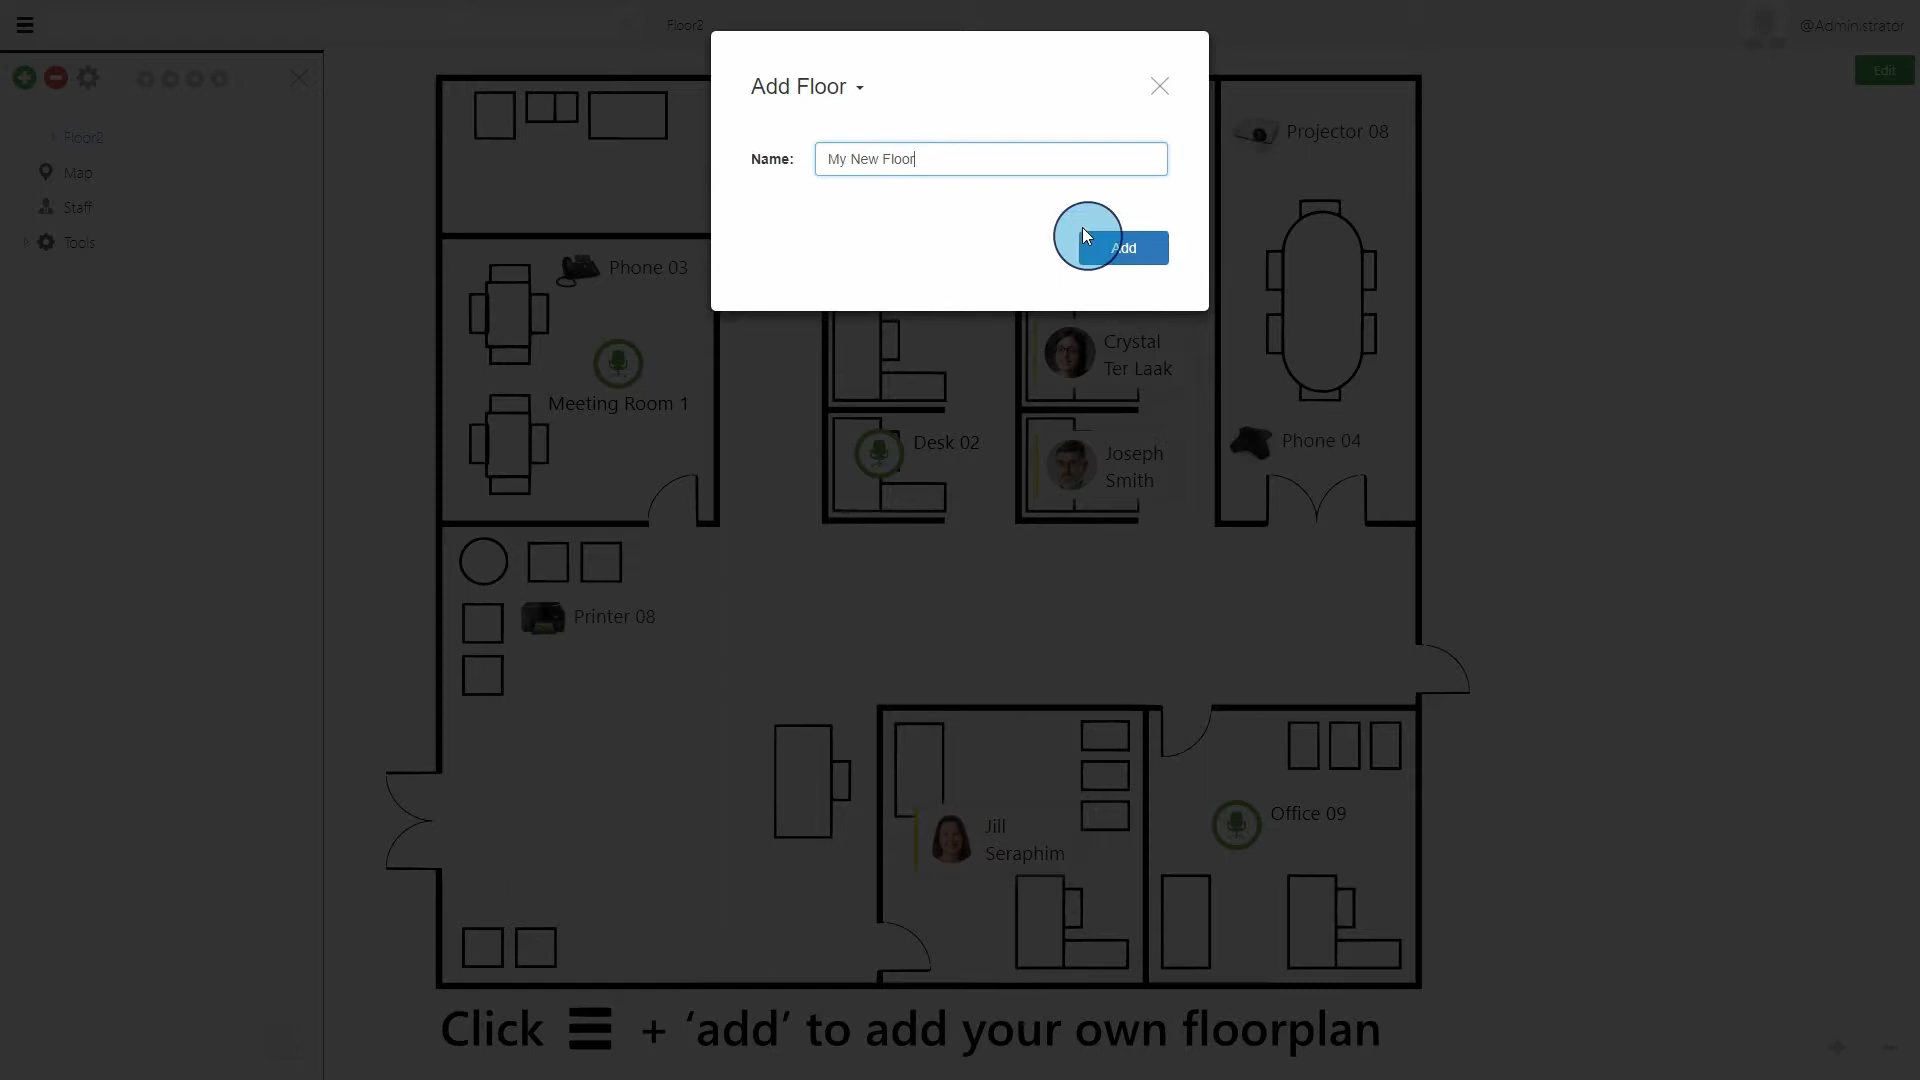 Floor2
@Administrator
Edit
Floor2
Map
Staff
Tools
Add Floor
Name:
My New Floor
Add
Projector 08
Phone 03
Meeting Room 1
Crystal
Ter Laak
Desk 02
Joseph
Smith
Phone 04
Printer 08
Jill
Seraphim
Office 09
Click + ‘add’ to add your own floorplan